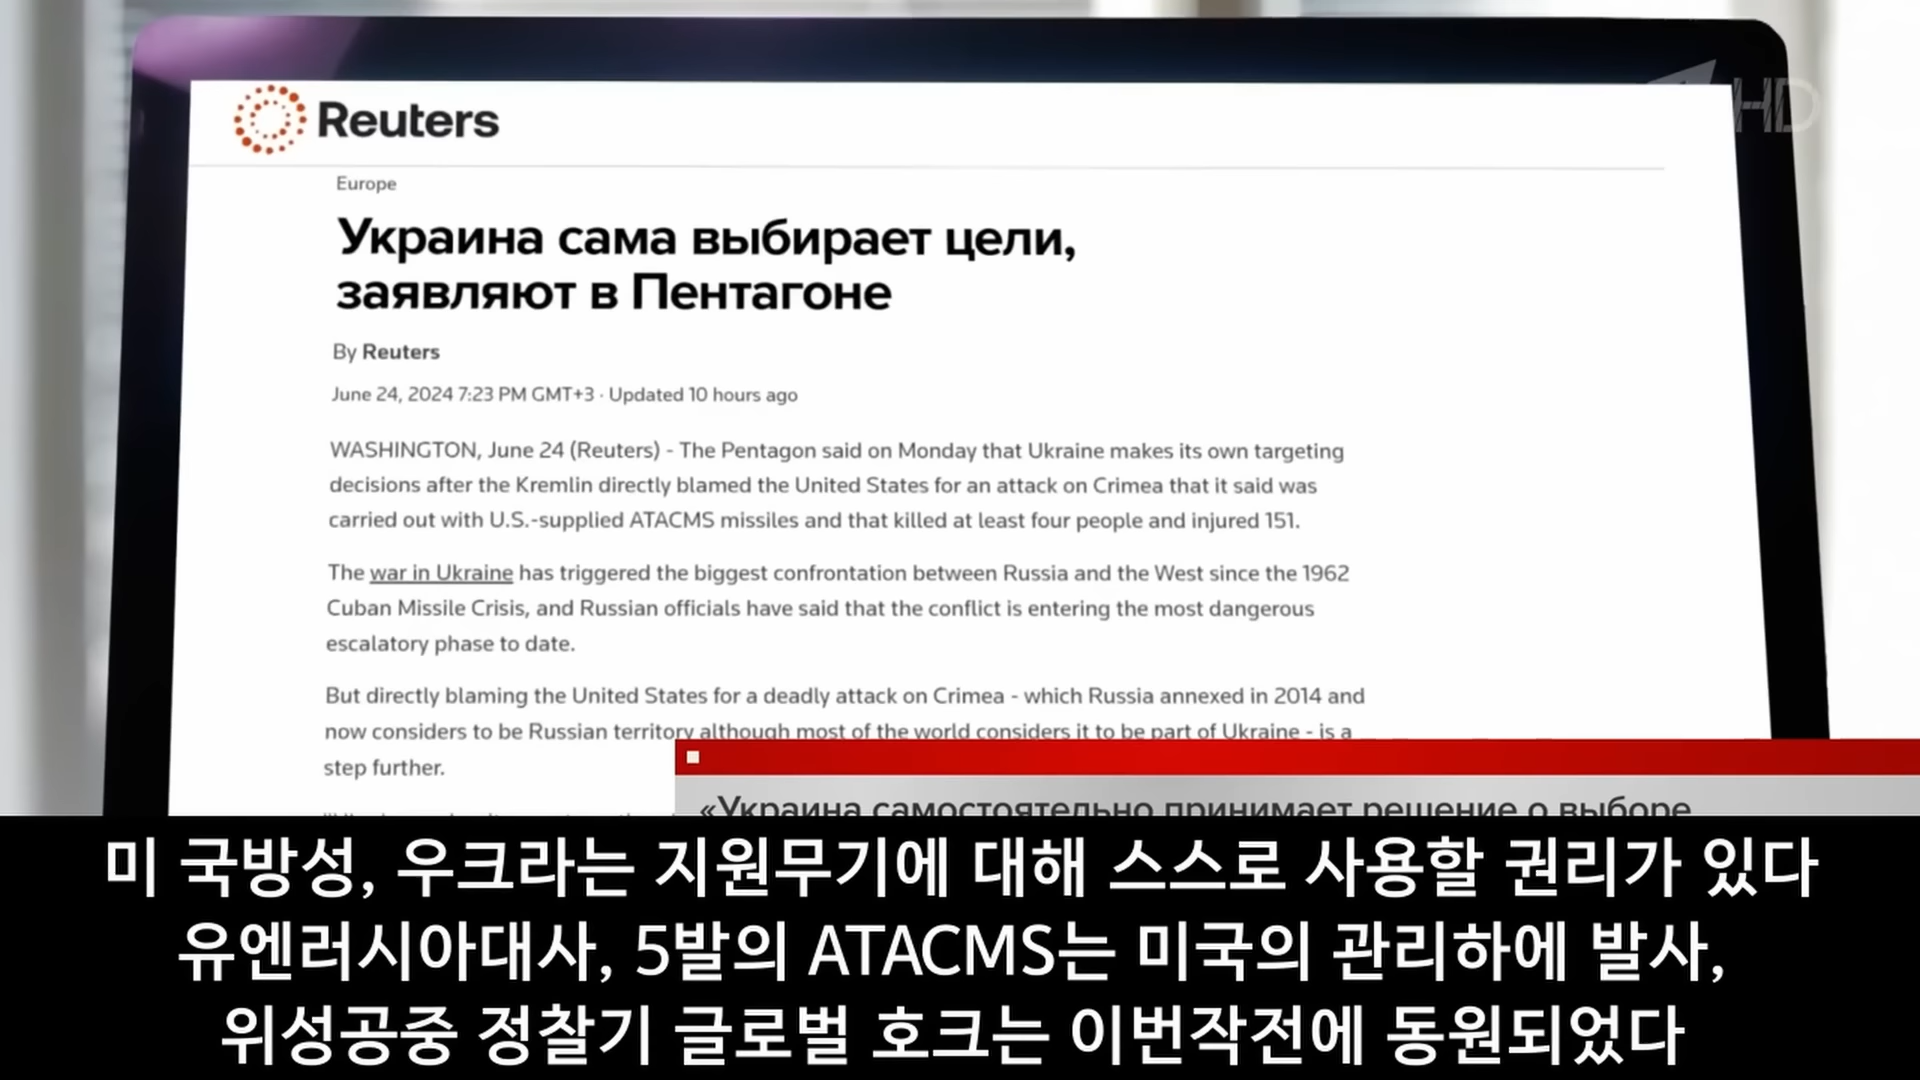 HD
Reuters
Europe
Украина сама выбирает цели,
заявляют в Пентагоне
By Reuters
June 24, 2024 7:23 PM GMT+3 · Updated 10 hours ago
WASHINGTON, June 24 (Reuters) - The Pentagon said on Monday that Ukraine makes its own targeting
decisions after the Kremlin directly blamed the United States for an attack on Crimea that it said was
carried out with U.S.-supplied ATACMS missiles and that killed at least four people and injured 151.
The war in Ukraine has triggered the biggest confrontation between Russia and the West since the 1962
Cuban Missile Crisis, and Russian officials have said that the conflict is entering the most dangerous
escalatory phase to date.
But directly blaming the United States for a deadly attack on Crimea - which Russia annexed in 2014 and
now considers to be Russian territory although most of the world considers it to be part of Ukraine - is a
step further.
«Украина самостоятельно принимает решение о выборе
미 국방성, 우크라는 지원무기에 대해 스스로 사용할 권리가 있다
유엔러시아대사, 5발의 ATACMS는 미국의 관리하에 발사,
위성공중 정찰기 글로벌 호크는 이번작전에 동원되었다